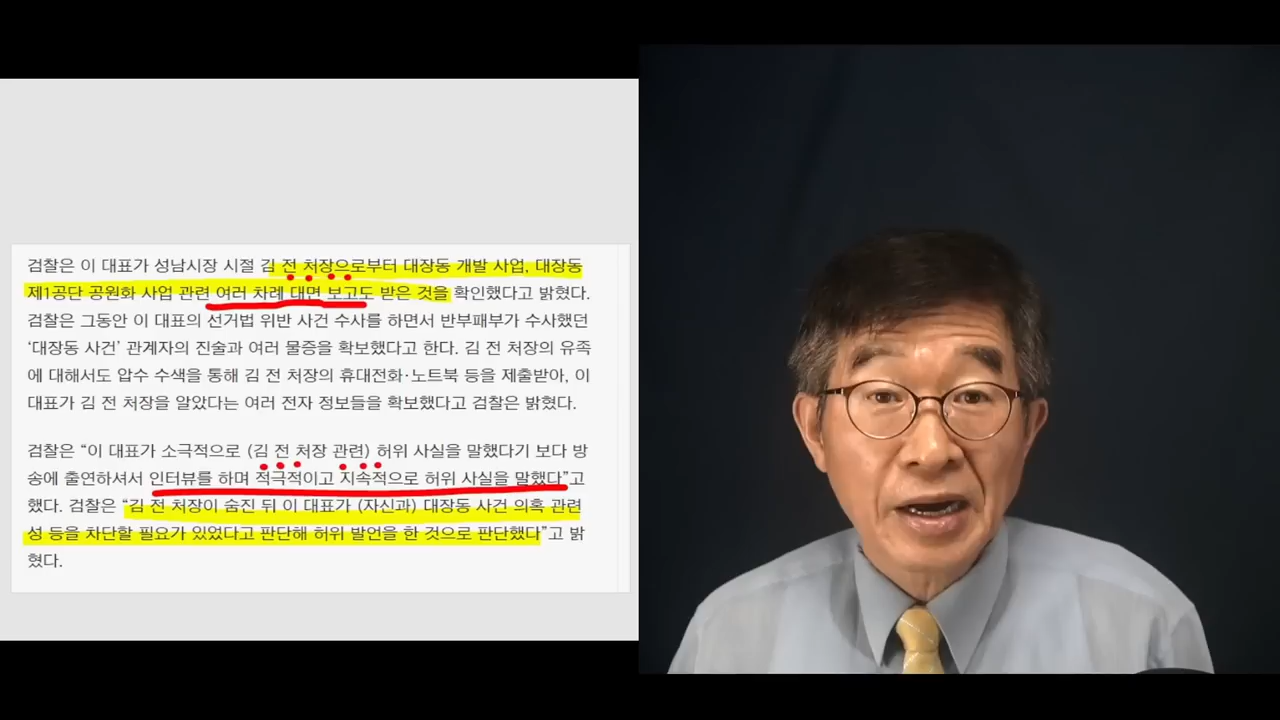 검찰은 이 대표가 성남시장 시절 김 전 처장으로부터 대장동 개발 사업, 대장동
제1공단 공원화 사업 관련 여러 차례 대면 보고도 받은 것을 확인했다고 밝혔다.
검찰은 그동안 이 대표의 선거법 위반 사건 수사를 하면서 반부패부가 수사했던
‘대장동 사건’ 관계자의 진술과 여러 물증을 확보했다고 한다. 김 전 처장의 유족
에 대해서도 압수 수색을 통해 김 전 처장의 휴대전화·노트북 등을 제출받아, 이
대표가 김 전 처장을 알았다는 여러 전자 정보들을 확보했다고 검찰은 밝혔다.
검찰은 “이 대표가 소극적으로 (김 전 처장 관련) 허위 사실을 말했다기 보다 방
송에 출연하셔서 인터뷰를 하며 적극적이고 지속적으로 허위 사실을 말했다”고
했다. 검찰은 “김 전 처장이 숨진 뒤 이 대표가 (자신과) 대장동 사건 의혹 관련
성 등을 차단할 필요가 있었다고 판단해 허위 발언을 한 것으로 판단했다”고 밝
혔다.